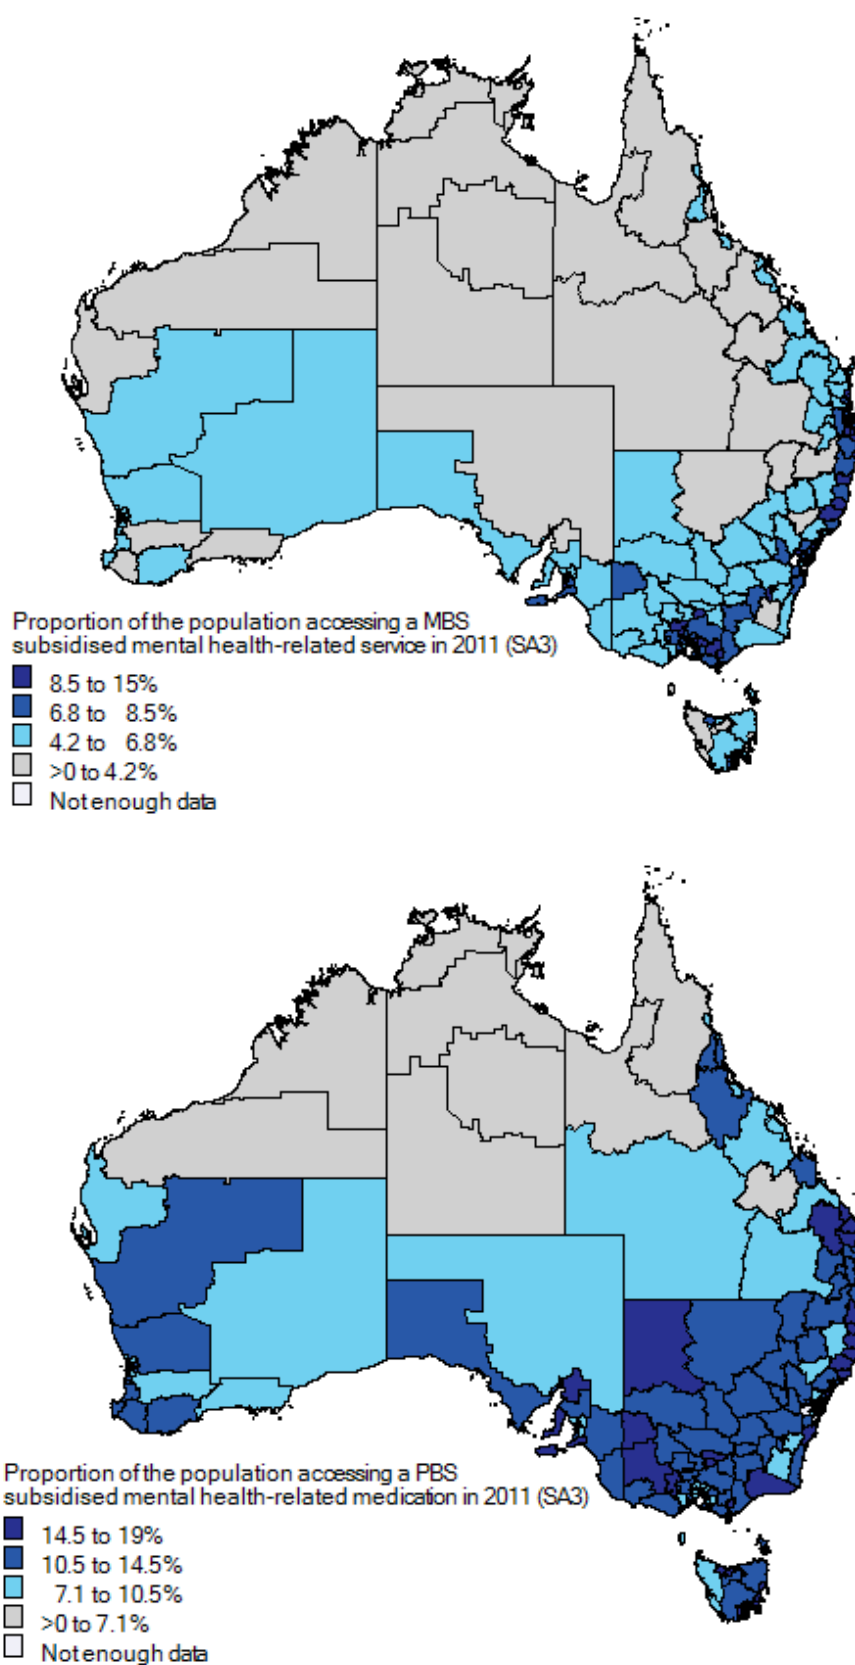 Proportion of the population accessing a MBS
subsidised mental health-related service in 2011 (SA3)
8.5 to 15%
6.8 to 8.5%
4.2 to 6.8%
>0 to 4.2%
Not enough data
Proportion of the population accessing a PBS
subsidised mental health-related medication in 2011 (SA3)
14.5 to 19%
10.5 to 14.5%
7.1 to 10.5%
>0 to 7.1%
Not enough data